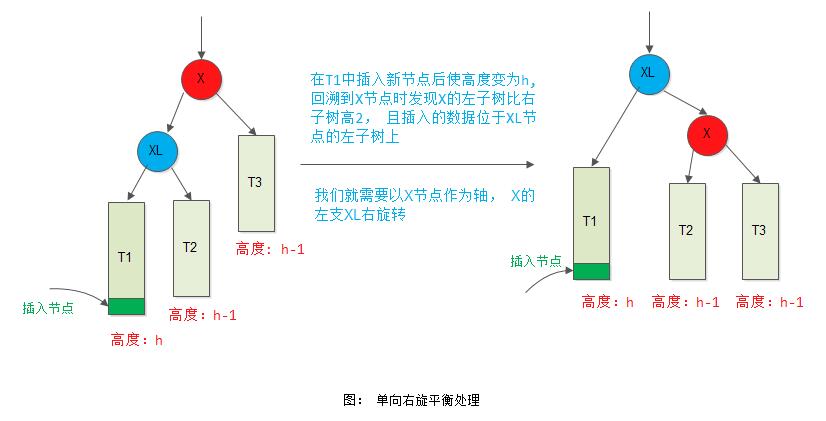 X
XL
T1
T2
T3
高度: h-1
高度：h-1
高度：h
插入节点
在T1中插入新节点后使高度变为h,
回溯到X节点时发现X的左子树比右
子树高2， 且插入的数据位于XL节
点的左子树上
我们就需要以X节点作为轴， X的
左支XL右旋转
XL
X
T1
T2
T3
插入节点
高度：h
高度：h-1
高度：h-1
图： 单向右旋平衡处理